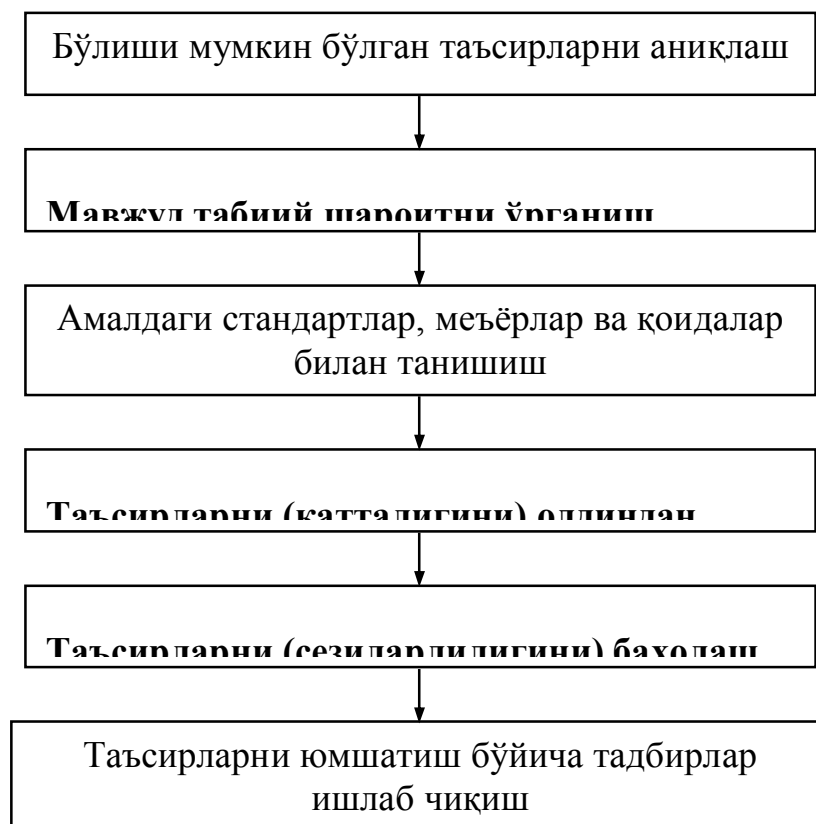 Бўлиши мумкин бўлган таъсирларни аниқлаш
Мавжуд табиий шароитни ўрганиш
Амалдаги стандартлар, меъёрлар ва қоидалар
билан танишиш
Таъсирларни (катталигини) олдиндан
Таъсирларни (сезиларлилигини) баҳолаш
Таъсирларни юмшатиш бўйича тадбирлар
ишлаб чиқиш